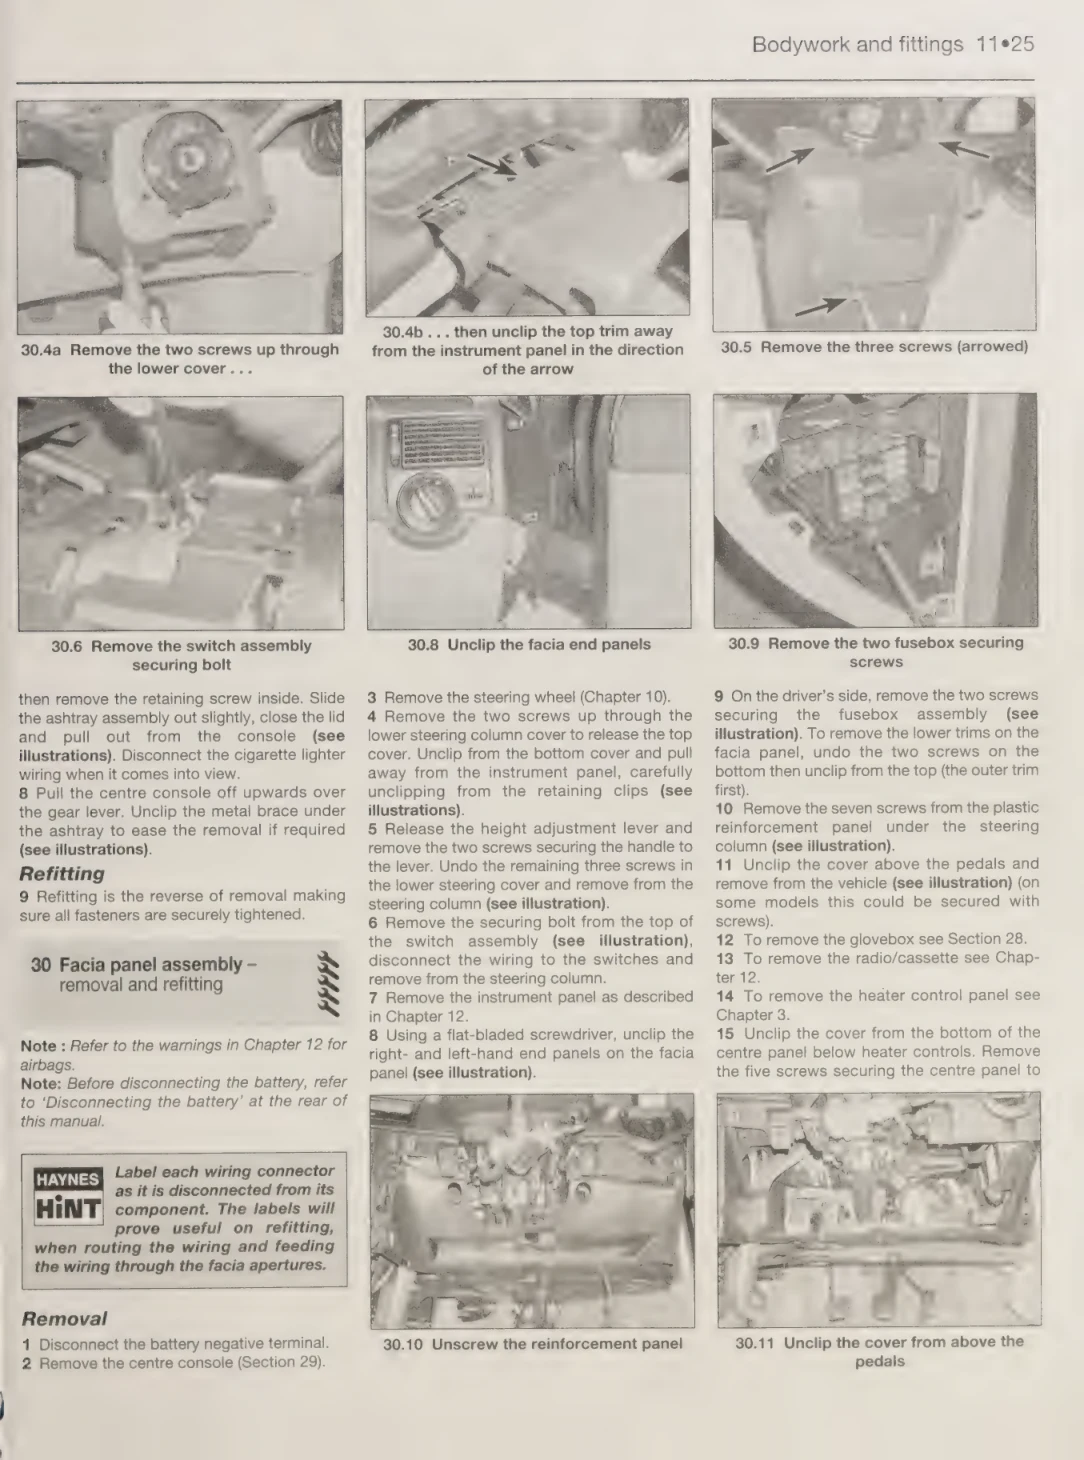 Bodywork and fittings 11•25
30.4a Remove the two screws up through
the lower cover . . .
30.4b . . . then unclip the top trim away
from the instrument panel in the direction
of the arrow
30.5 Remove the three screws (arrowed)
30.6 Remove the switch assembly
securing bolt
30.8 Unclip the facia end panels
30.9 Remove the two fusebox securing
screws
then remove the retaining screw inside. Slide
the ashtray assembly out slightly, close the lid
and pull out from the console (see
illustrations). Disconnect the cigarette lighter
wiring when it comes into view.
8 Pull the centre console off upwards over
the gear lever. Unclip the metal brace under
the ashtray to ease the removal if required
(see illustrations).
Refitting
9 Refitting is the reverse of removal making
sure all fasteners are securely tightened.
30 Facia panel assembly –
removal and refitting
Note : Refer to the warnings in Chapter 12 for
airbags.
Note: Before disconnecting the battery, refer
to 'Disconnecting the battery' at the rear of
this manual.
HAYNES
HiNT
Label each wiring connector
as it is disconnected from its
component. The labels will
prove useful on refitting,
when routing the wiring and feeding
the wiring through the facia apertures.
Removal
1 Disconnect the battery negative terminal.
2 Remove the centre console (Section 29).
3 Remove the steering wheel (Chapter 10).
4 Remove the two screws up through the
lower steering column cover to release the top
cover. Unclip from the bottom cover and pull
away from the instrument panel, carefully
unclipping from the retaining clips (see
illustrations).
5 Release the height adjustment lever and
remove the two screws securing the handle to
the lever. Undo the remaining three screws in
the lower steering cover and remove from the
steering column (see illustration).
6 Remove the securing bolt from the top of
the switch assembly (see illustration),
disconnect the wiring to the switches and
remove from the steering column.
7 Remove the instrument panel as described
in Chapter 12.
8 Using a flat-bladed screwdriver, unclip the
right- and left-hand end panels on the facia
panel (see illustration).
9 On the driver's side, remove the two screws
securing the fusebox assembly (see
illustration). To remove the lower trims on the
facia panel, undo the two screws on the
bottom then unclip from the top (the outer trim
first).
10 Remove the seven screws from the plastic
reinforcement panel under the steering
column (see illustration).
11 Unclip the cover above the pedals and
remove from the vehicle (see illustration) (on
some models this could be secured with
screws).
12 To remove the glovebox see Section 28.
13 To remove the radio/cassette see Chap-
ter 12.
14 To remove the heater control panel see
Chapter 3.
15 Unclip the cover from the bottom of the
centre panel below heater controls. Remove
the five screws securing the centre panel to
30.10 Unscrew the reinforcement panel
30.11 Unclip the cover from above the
pedals